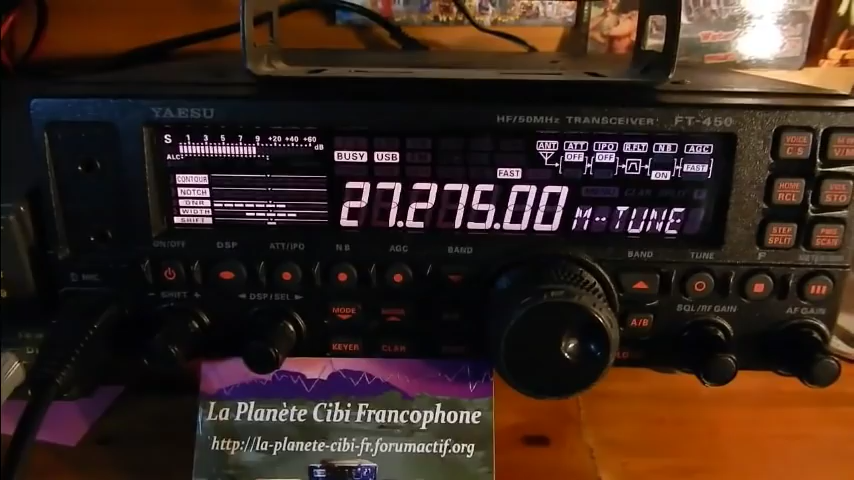 YAESU
HF/50MHz TRANSCEIVER FT-450
S 1 3 5 7 9 +20 +40 +60 dB
ALC
BUSY USB
ANT ATT IPO R.FLT NB AGC
OFF OFF ON FAST
FAST
CONTOUR
NOTCH
DNR
WIDTH
SHIFT
27.275.00 M-TUNE
VOICE
C.S
HOME
RCL
STO
STEP
SPLIT
PMS
SCAN
ON/OFF DSP ATT/IPO NB AGC BAND
BAND TUNE F
MIC
- SHIFT + DSP/SEL
MODE
KEYER CLAR
A/B
SQL/RF GAIN AF GAIN
La Planète Cibi Francophone
http://la-planete-cibi-fr.forumactif.org